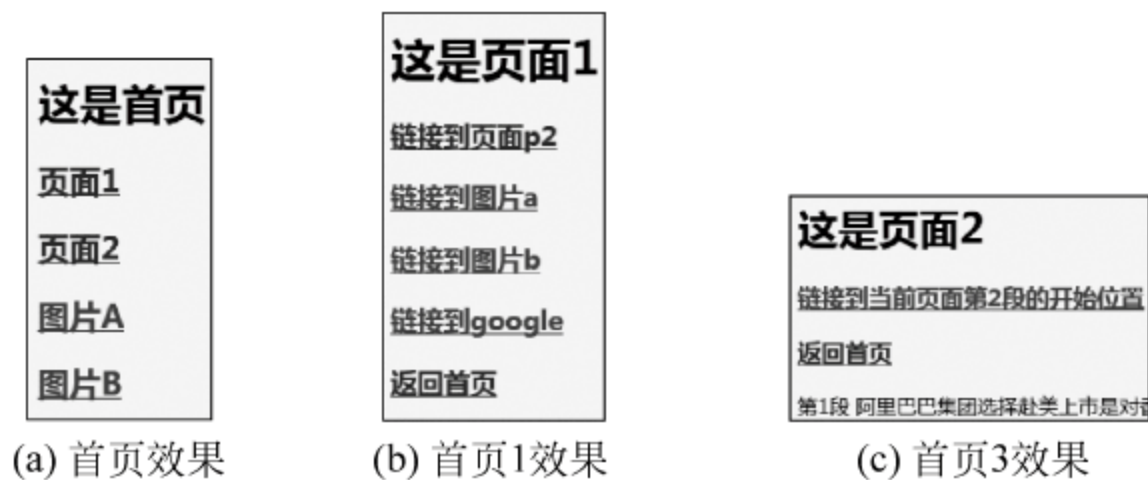 这是首页
页面1
页面2
图片A
图片B
(a) 首页效果
这是页面1
链接到页面p2
链接到图片a
链接到图片b
链接到google
返回首页
(b) 首页1效果
这是页面2
链接到当前页面第2段的开始位置
返回首页
第1段 阿里巴巴集团选择赴美上市是对
(c) 首页3效果